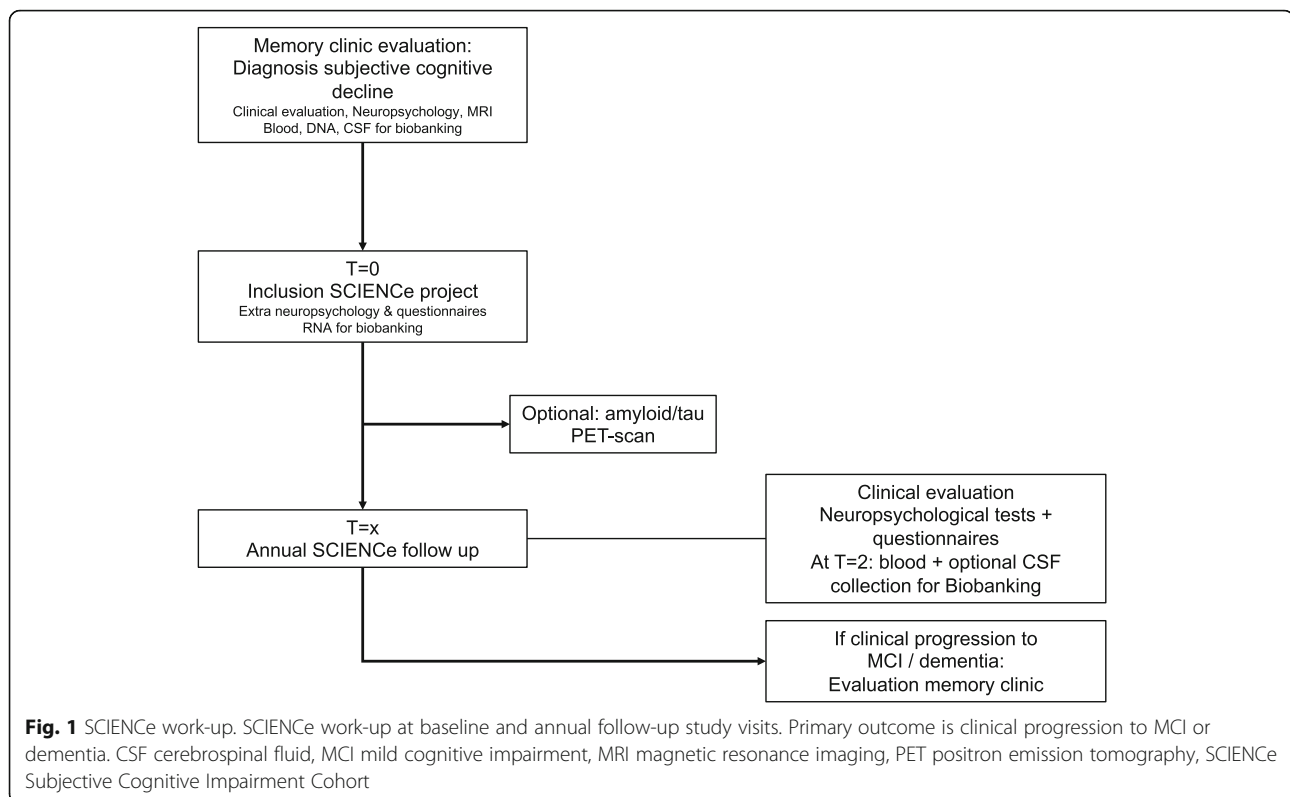 Memory clinic evaluation:
Diagnosis subjective cognitive
decline
Clinical evaluation, Neuropsychology, MRI
Blood, DNA, CSF for biobanking
T=0
Inclusion SCIENCe project
Extra neuropsychology & questionnaires
RNA for biobanking
Optional: amyloid/tau
PET-scan
T=x
Annual SCIENCe follow up
Clinical evaluation
Neuropsychological tests +
questionnaires
At T=2: blood + optional CSF
collection for Biobanking
If clinical progression to
MCI / dementia:
Evaluation memory clinic
Fig. 1 SCIENCe work-up. SCIENCe work-up at baseline and annual follow-up study visits. Primary outcome is clinical progression to MCI or
dementia. CSF cerebrospinal fluid, MCI mild cognitive impairment, MRI magnetic resonance imaging, PET positron emission tomography, SCIENCe
Subjective Cognitive Impairment Cohort